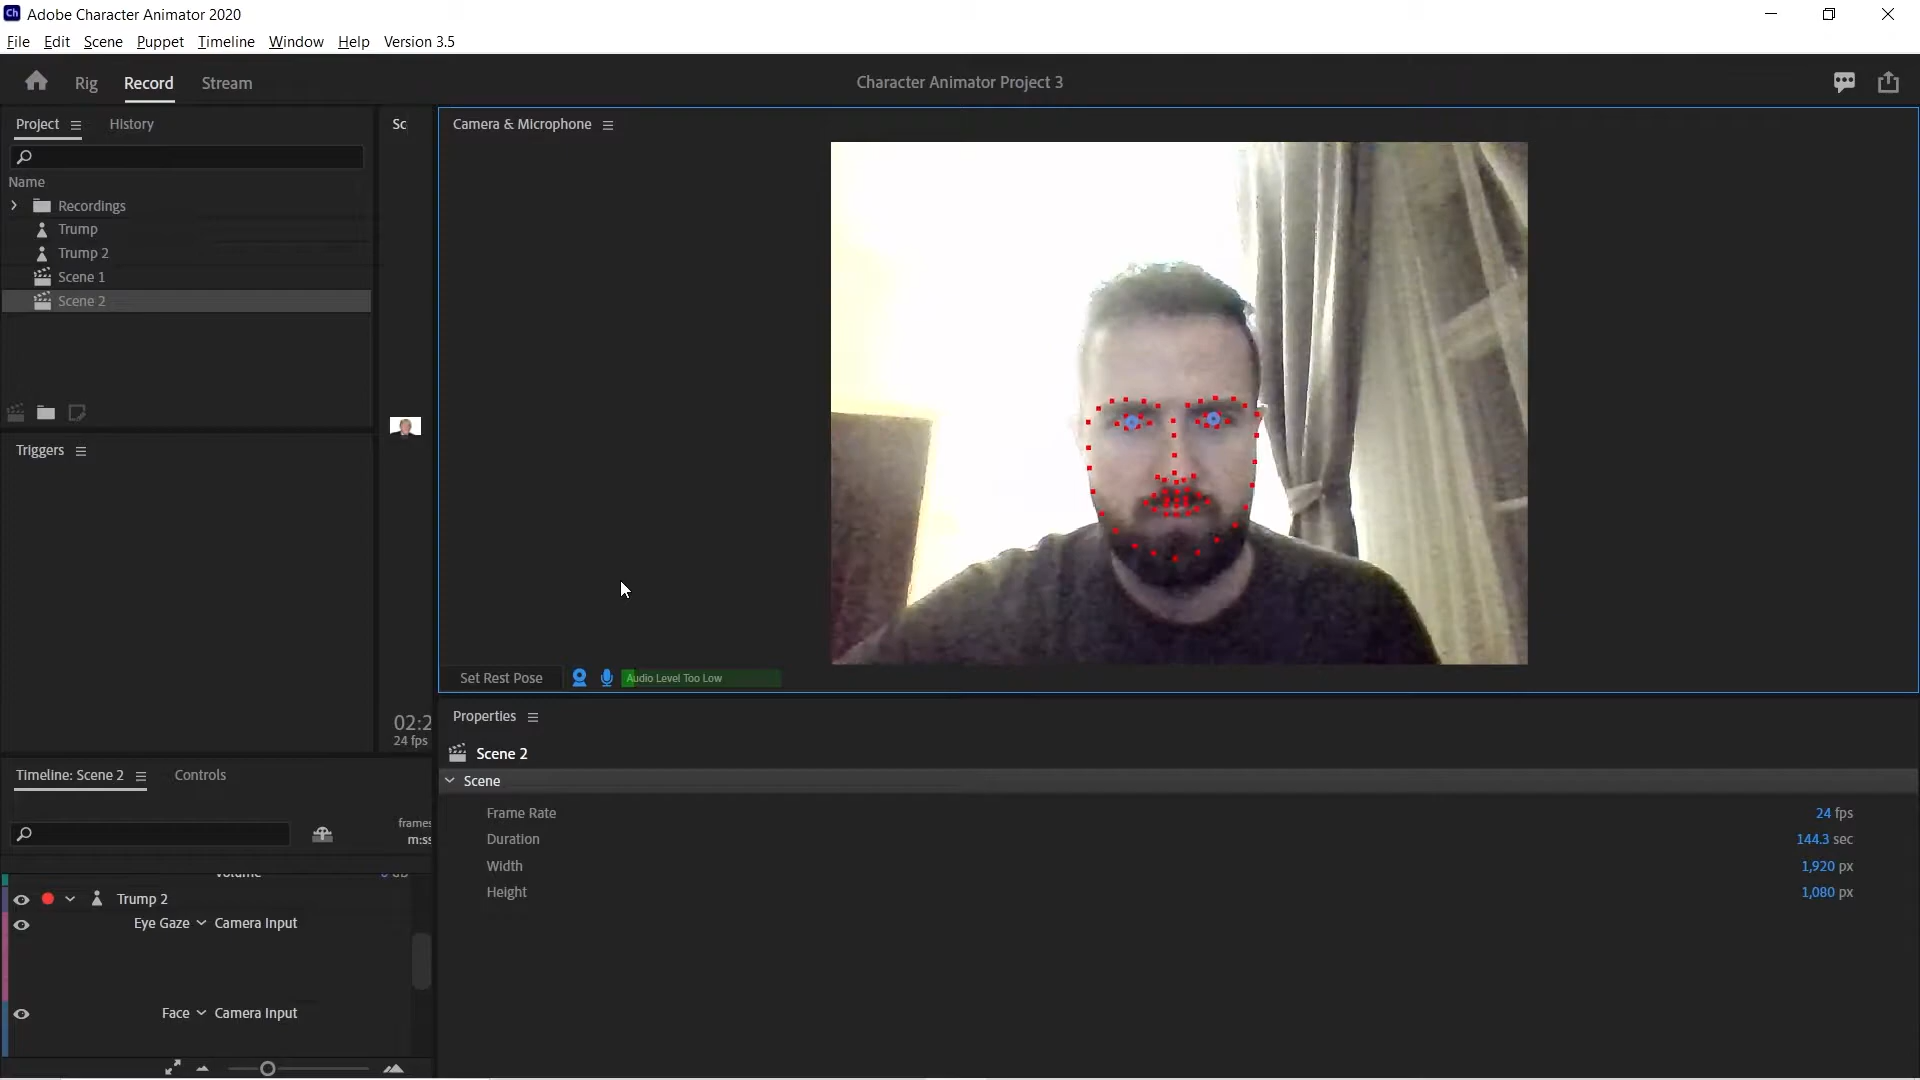 Ch Adobe Character Animator 2020
File Edit Scene Puppet Timeline Window Help Version 3.5
Rig Record Stream Character Animator Project 3
Project History
Sc
Camera & Microphone
Name
Recordings
Trump
Trump 2
Scene 1
Scene 2
Triggers
Set Rest Pose Audio Level Too Low
02:2
24 fps
Properties
Scene 2
Scene
Frame Rate 24 fps
Duration 144.3 sec
Width 1,920 px
Height 1,080 px
Timeline: Scene 2 Controls
frames
m:ss
Volume
Trump 2
Eye Gaze Camera Input
Face Camera Input